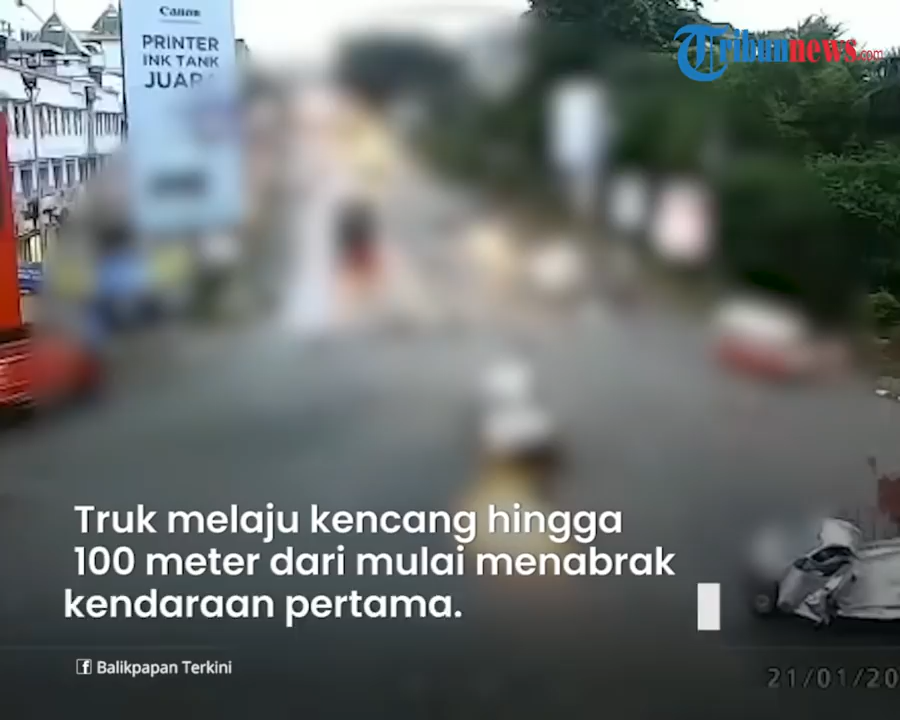 Canon
PRINTER
INK TANK
JUARA
Tribunnews.com
Truk melaju kencang hingga
100 meter dari mulai menabrak
kendaraan pertama.
f Balikpapan Terkini
21/01/20